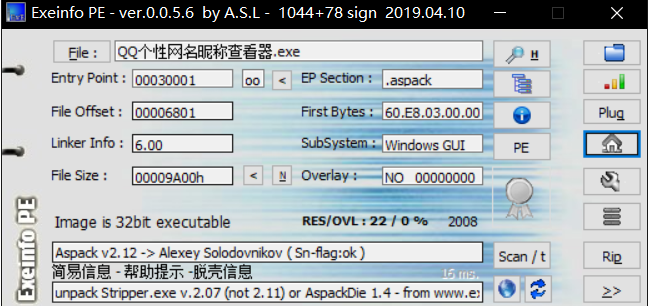 Exeinfo PE - ver.0.0.5.6 by A.S.L - 1044+78 sign 2019.04.10
File : QQ个性网名昵称查看器.exe H
Entry Point : 00030001 oo < EP Section : .aspack
File Offset : 00006801 First Bytes : 60.E8.03.00.00 Plug
Linker Info : 6.00 SubSystem : Windows GUI PE
File Size : 00009A00h < N Overlay : NO 00000000
Image is 32bit executable RES/OVL : 22 / 0 % 2008
Aspack v2.12 -> Alexey Solodovnikov ( Sn-flag:ok ) Scan / t Rip
简易信息 - 帮助提示 -脱壳信息 16 ms.
unpack Stripper.exe v.2.07 (not 2.11) or AspackDie 1.4 - from www.e >>
Exeinfo PE